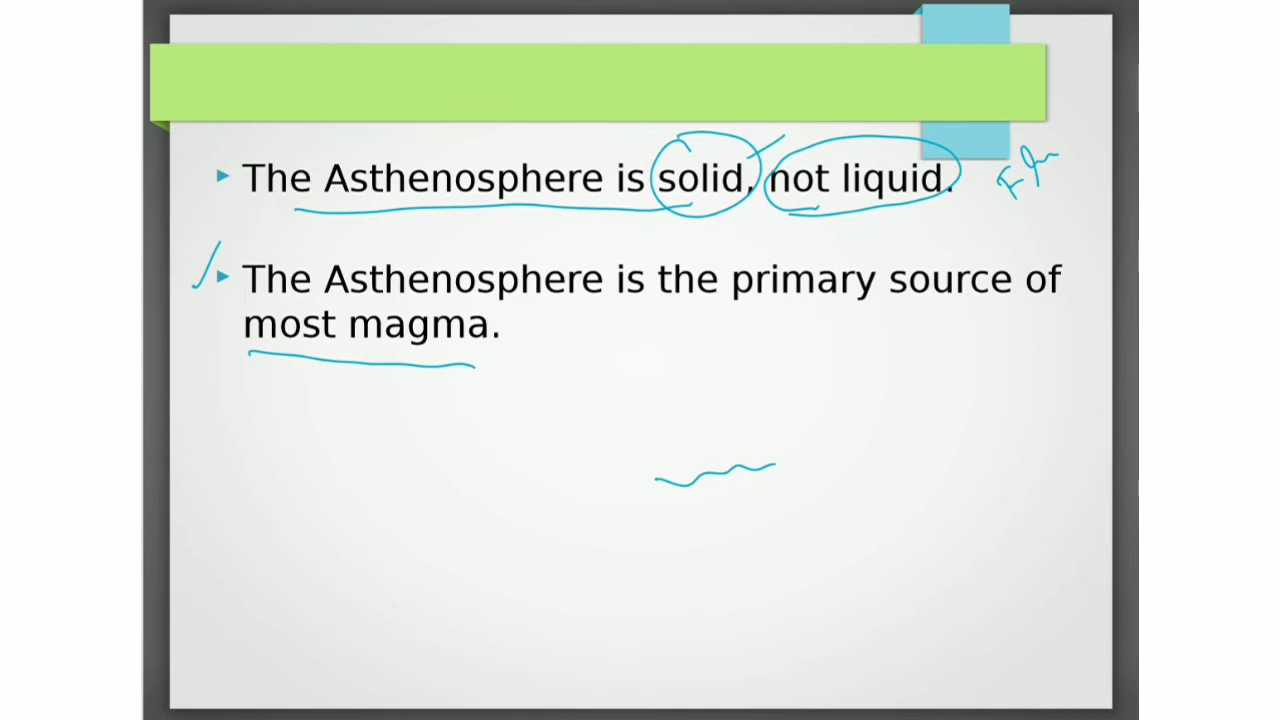 The Asthenosphere is solid, not liquid.
The Asthenosphere is the primary source of
most magma.